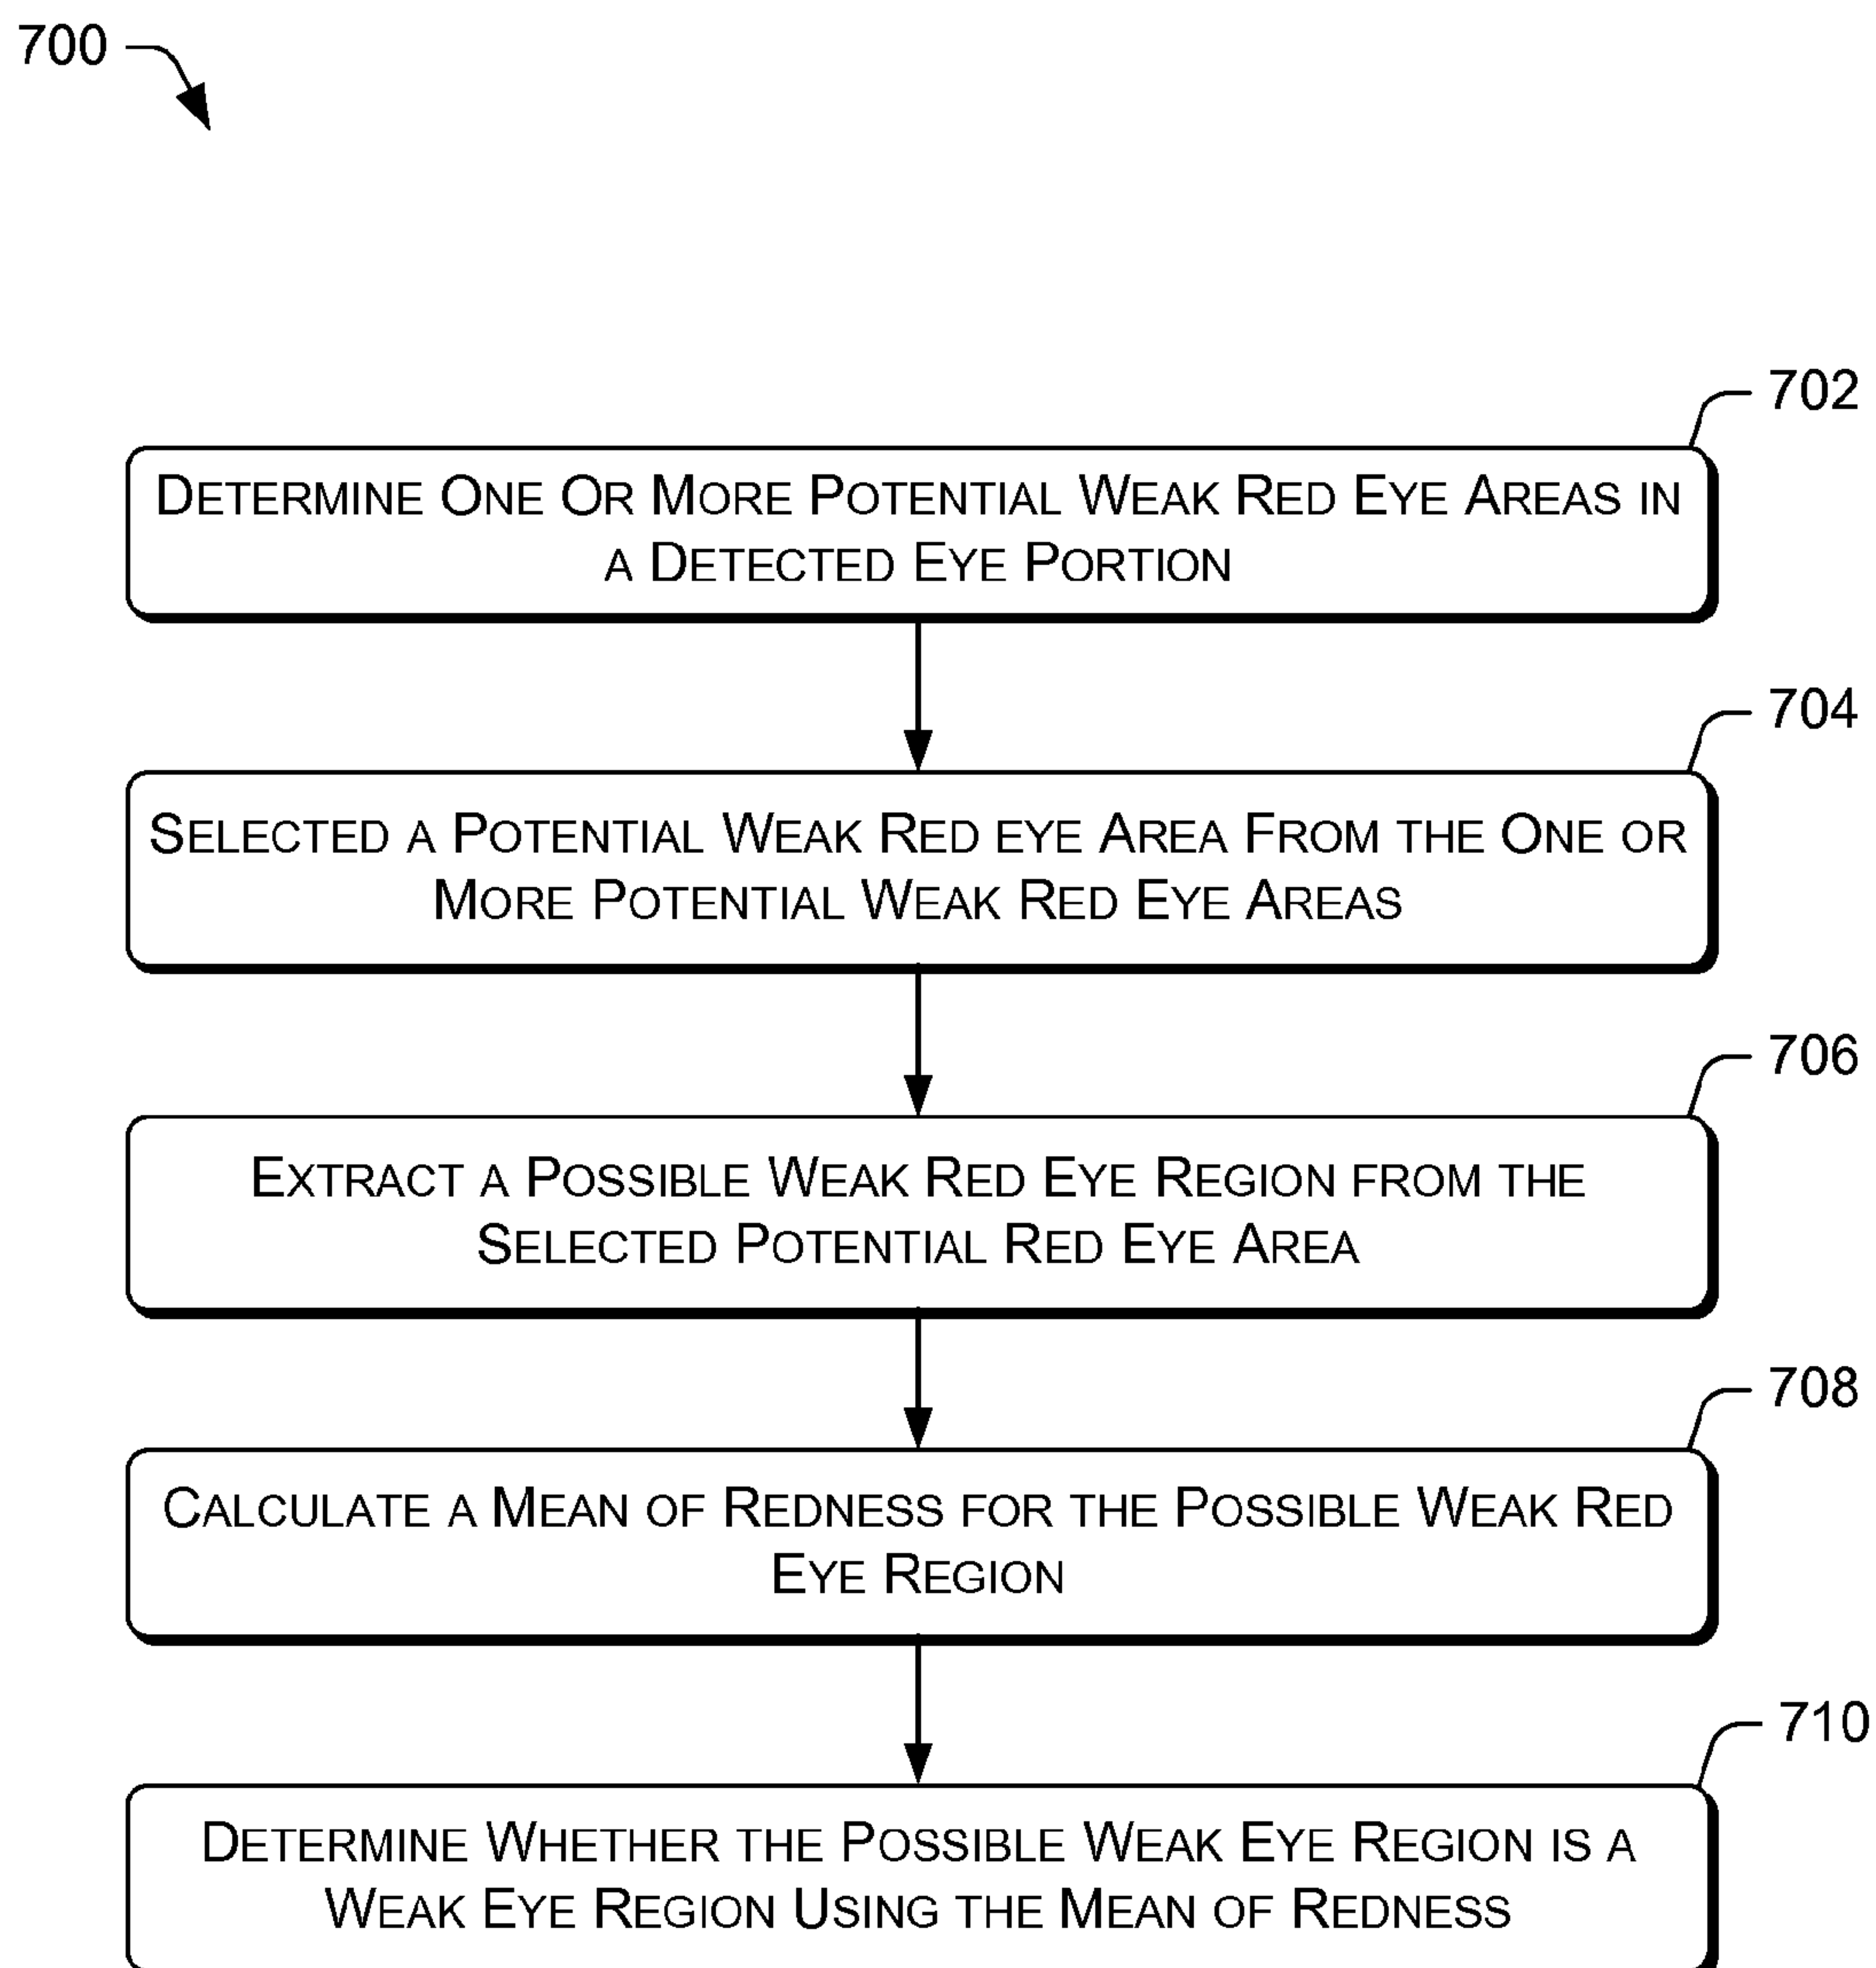 700
702
DETERMINE ONE OR MORE POTENTIAL WEAK RED EYE AREAS IN
A DETECTED EYE PORTION
704
SELECTED A POTENTIAL WEAK RED EYE AREA FROM THE ONE OR
MORE POTENTIAL WEAK RED EYE AREAS
706
EXTRACT A POSSIBLE WEAK RED EYE REGION FROM THE
SELECTED POTENTIAL RED EYE AREA
708
CALCULATE A MEAN OF REDNESS FOR THE POSSIBLE WEAK RED
EYE REGION
710
DETERMINE WHETHER THE POSSIBLE WEAK EYE REGION IS A
WEAK EYE REGION USING THE MEAN OF REDNESS